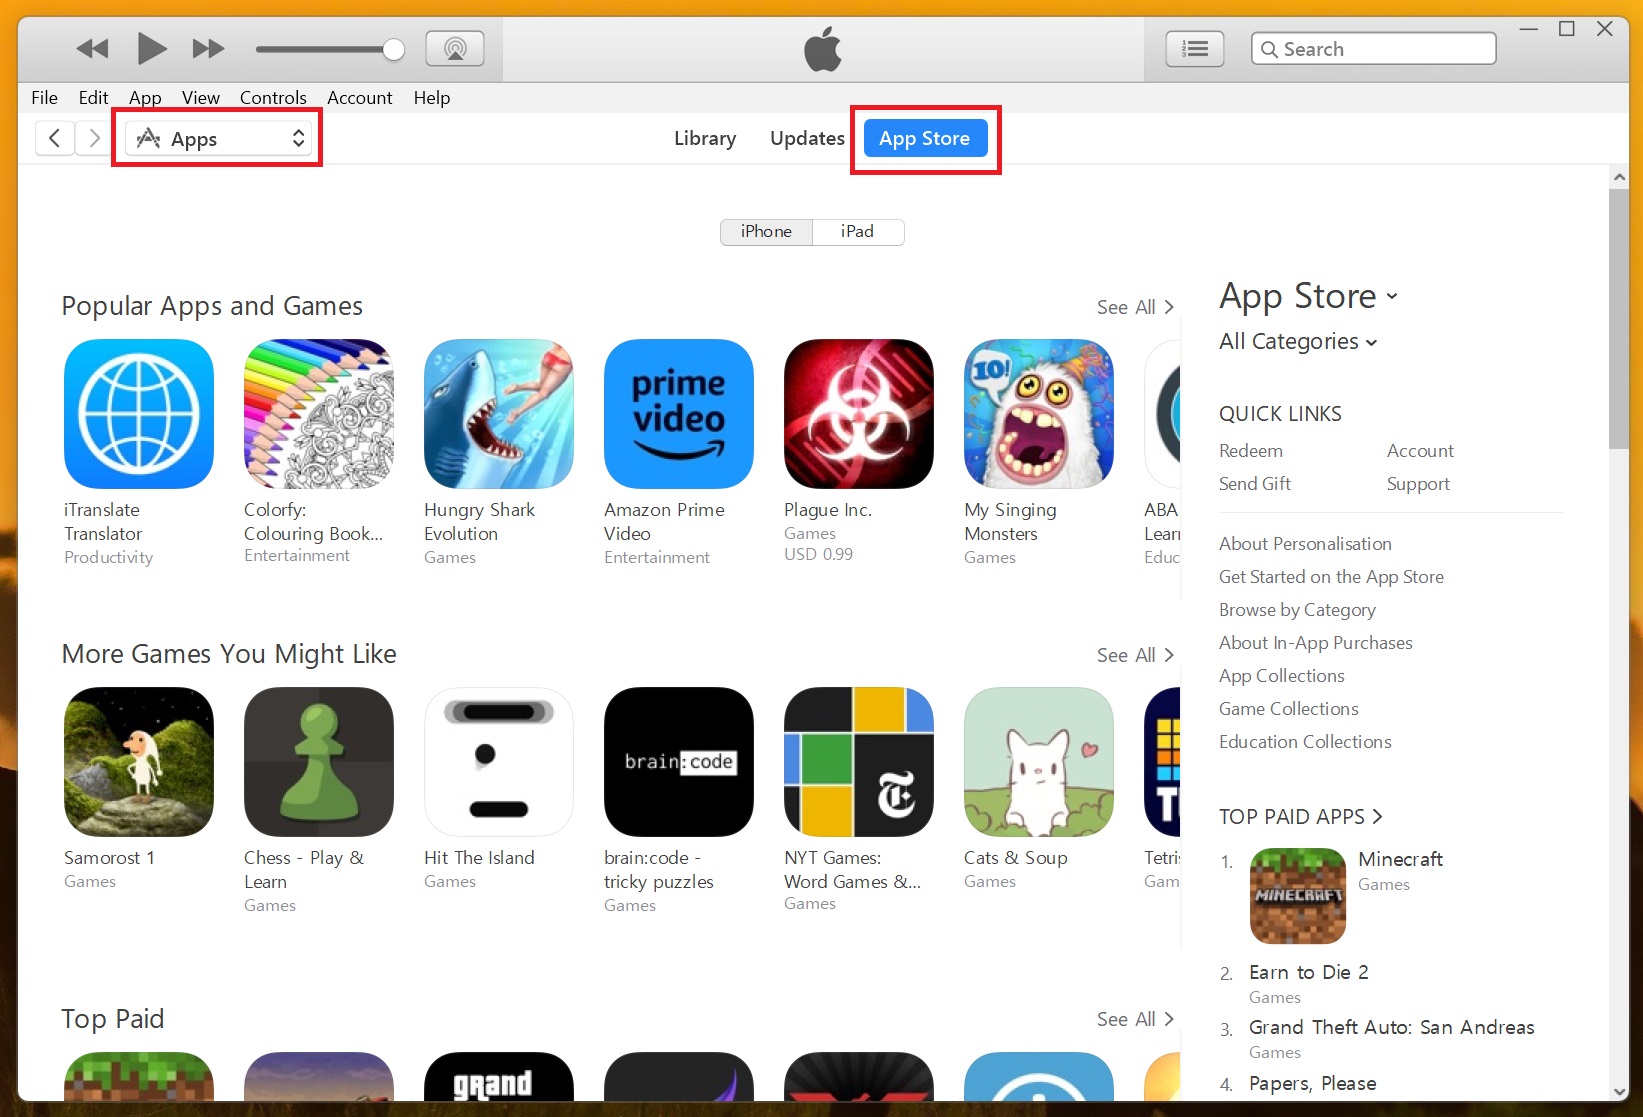 Search
File Edit App View Controls Account Help
Apps
Library Updates App Store
iPhone iPad
Popular Apps and Games
See All
prime
video
10!
iTranslate
Translator
Productivity
Colorfy:
Colouring Book...
Entertainment
Hungry Shark
Evolution
Games
Amazon Prime
Video
Entertainment
Plague Inc.
Games
USD 0.99
My Singing
Monsters
Games
ABA
Learn
Educ
More Games You Might Like
See All
brain:code
T
Samorost 1
Games
Chess - Play &
Learn
Games
Hit The Island
Games
brain:code -
tricky puzzles
Games
NYT Games:
Word Games &...
Games
Cats & Soup
Games
Tetris
Gam
Top Paid
See All
grand
App Store
All Categories
QUICK LINKS
Redeem Account
Send Gift Support
About Personalisation
Get Started on the App Store
Browse by Category
About In-App Purchases
App Collections
Game Collections
Education Collections
TOP PAID APPS
1. Minecraft
Games
MINECRAFT
2. Earn to Die 2
Games
3. Grand Theft Auto: San Andreas
Games
4. Papers, Please